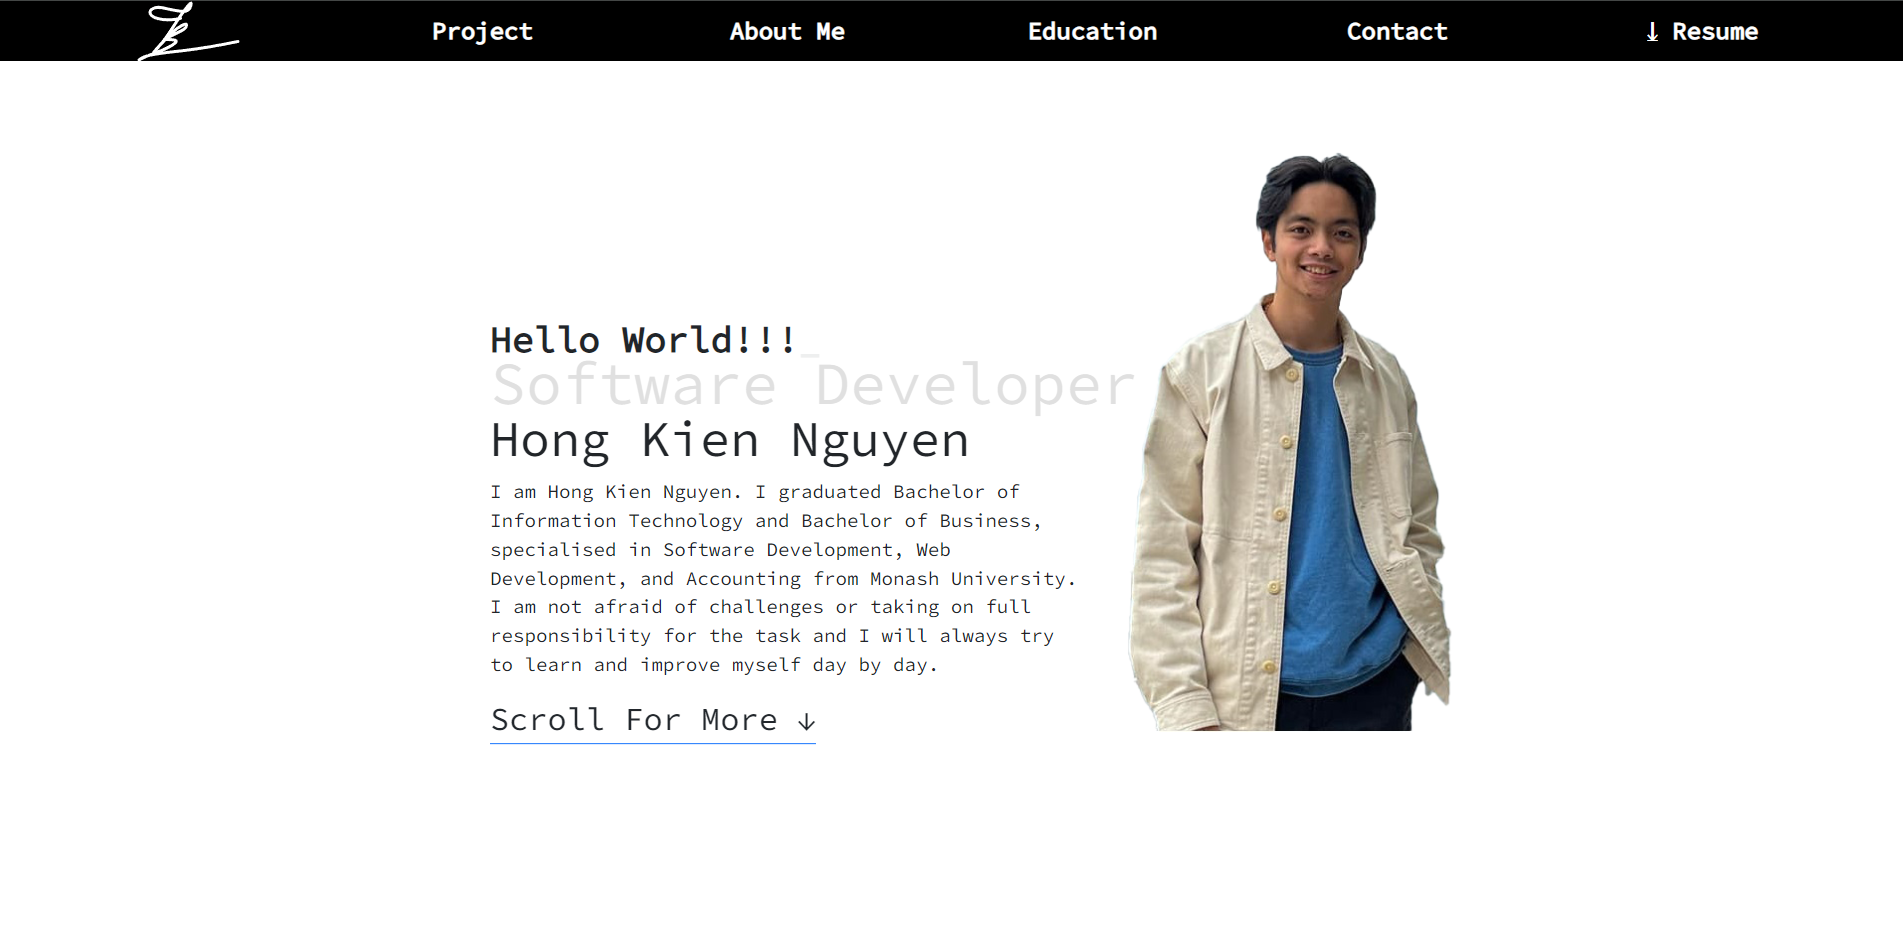 Project About Me Education Contact ⤓ Resume
Hello World!!!_
Software Developer
Hong Kien Nguyen
I am Hong Kien Nguyen. I graduated Bachelor of
Information Technology and Bachelor of Business,
specialised in Software Development, Web
Development, and Accounting from Monash University.
I am not afraid of challenges or taking on full
responsibility for the task and I will always try
to learn and improve myself day by day.
Scroll For More ↓